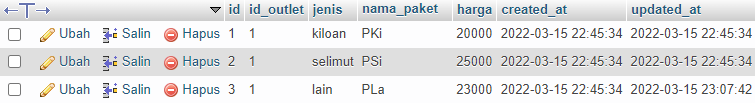 ←T→ id id_outlet jenis nama_paket harga created_at updated_at
Ubah Salin Hapus 1 1 kiloan PKi 20000 2022-03-15 22:45:34 2022-03-15 22:45:34
Ubah Salin Hapus 2 1 selimut PSi 25000 2022-03-15 22:45:34 2022-03-15 22:45:34
Ubah Salin Hapus 3 1 lain PLa 23000 2022-03-15 22:45:34 2022-03-15 23:07:42